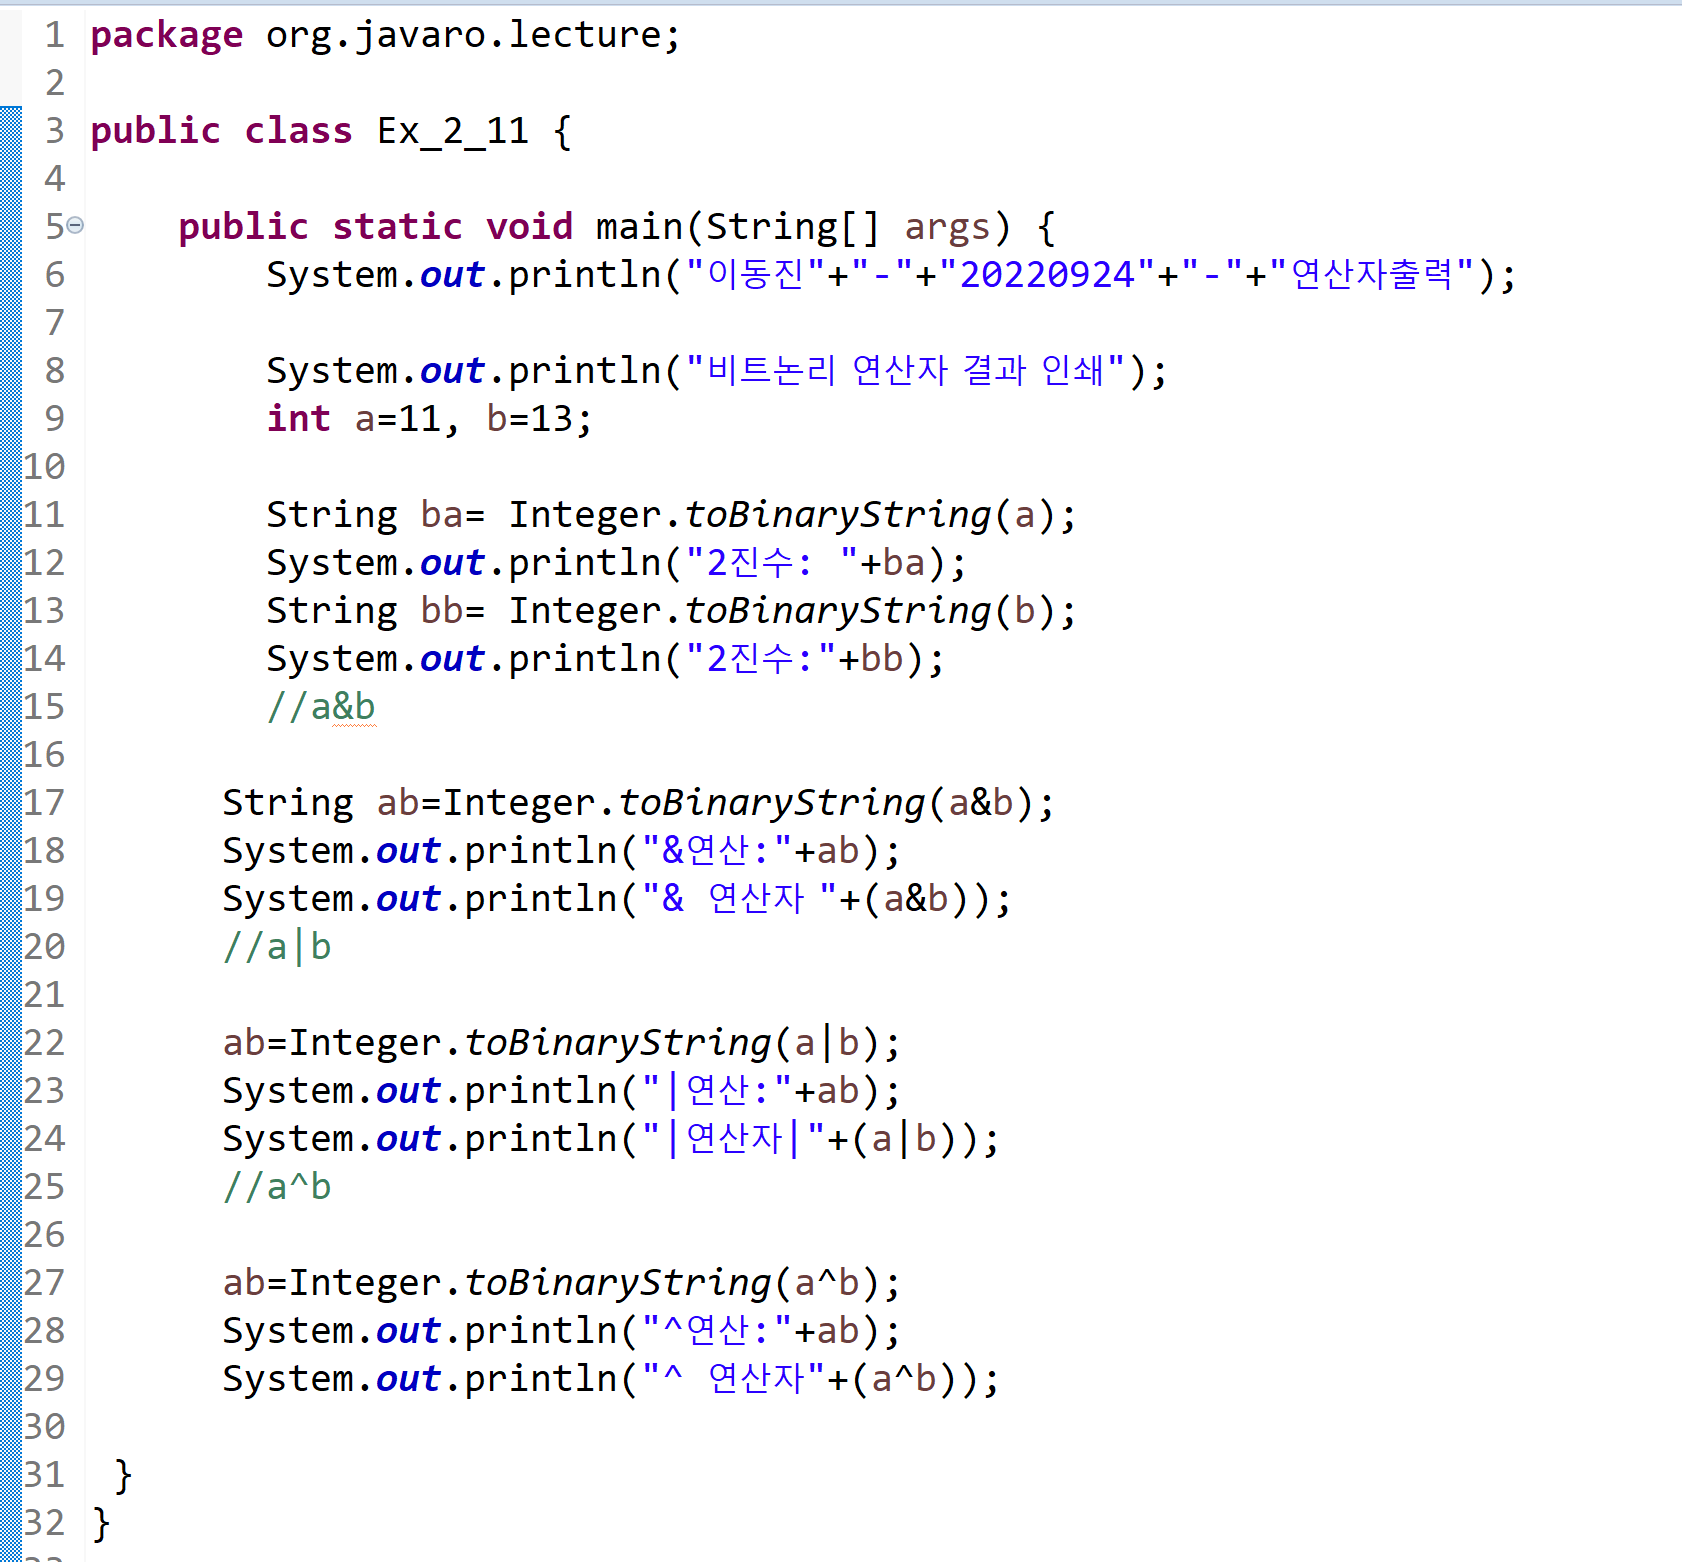 1 package org.javaro.lecture;
2
3 public class Ex_2_11 {
4
5 public static void main(String[] args) {
6 System.out.println("이동진"+"-"+"20220924"+"-"+"연산자출력");
7
8 System.out.println("비트논리 연산자 결과 인쇄");
9 int a=11, b=13;
10
11 String ba= Integer.toBinaryString(a);
12 System.out.println("2진수: "+ba);
13 String bb= Integer.toBinaryString(b);
14 System.out.println("2진수:"+bb);
15 //a&b
16
17 String ab=Integer.toBinaryString(a&b);
18 System.out.println("&연산:"+ab);
19 System.out.println("& 연산자 "+(a&b));
20 //a|b
21
22 ab=Integer.toBinaryString(a|b);
23 System.out.println("|연산:"+ab);
24 System.out.println("|연산자|"+(a|b));
25 //a^b
26
27 ab=Integer.toBinaryString(a^b);
28 System.out.println("^연산:"+ab);
29 System.out.println("^ 연산자"+(a^b));
30
31 }
32 }